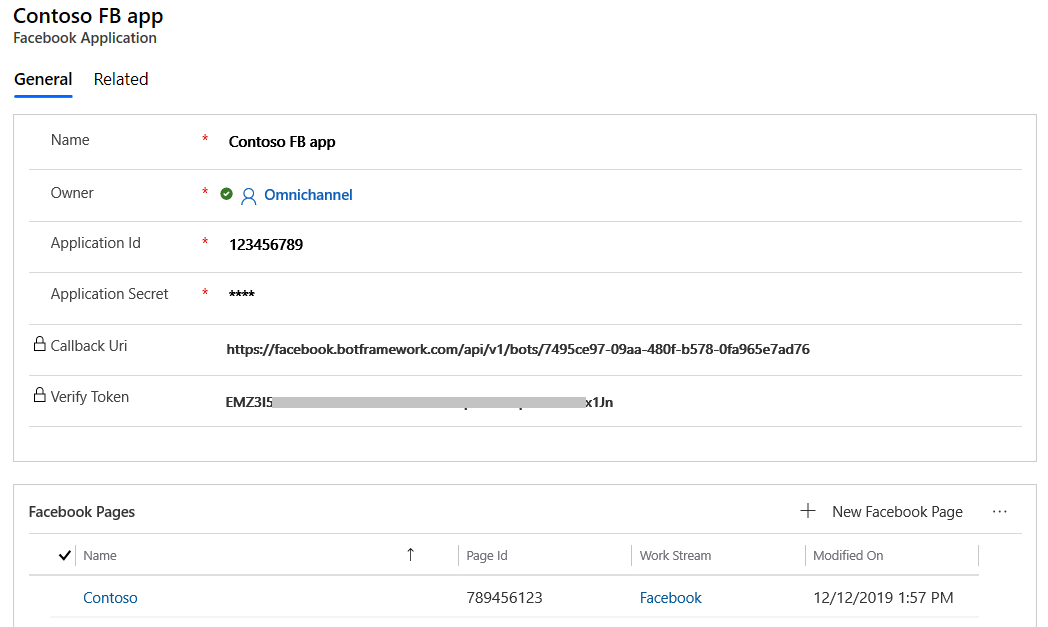 Contoso FB app
Facebook Application
General Related
Name * Contoso FB app
Owner * Omnichannel
Application Id * 123456789
Application Secret * ****
Callback Uri https://facebook.botframework.com/api/v1/bots/7495ce97-09aa-480f-b578-0fa965e7ad76
Verify Token EMZ3I5 x1Jn
Facebook Pages + New Facebook Page ...
Name ↑ Page Id Work Stream Modified On
Contoso 789456123 Facebook 12/12/2019 1:57 PM